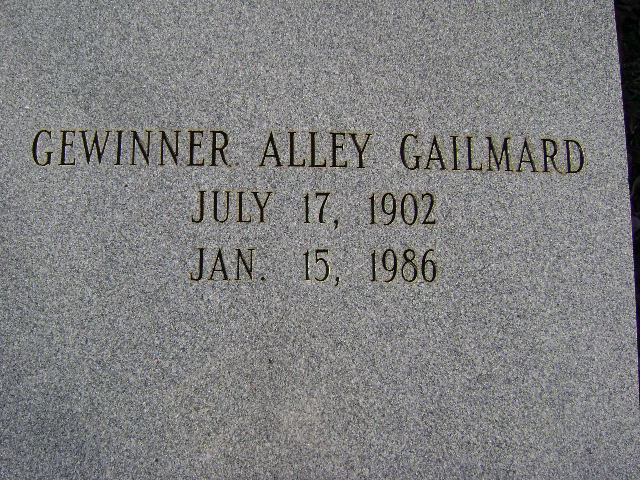 GEWINNER ALLEY GAILMARD
JULY 17, 1902
JAN. 15, 1986